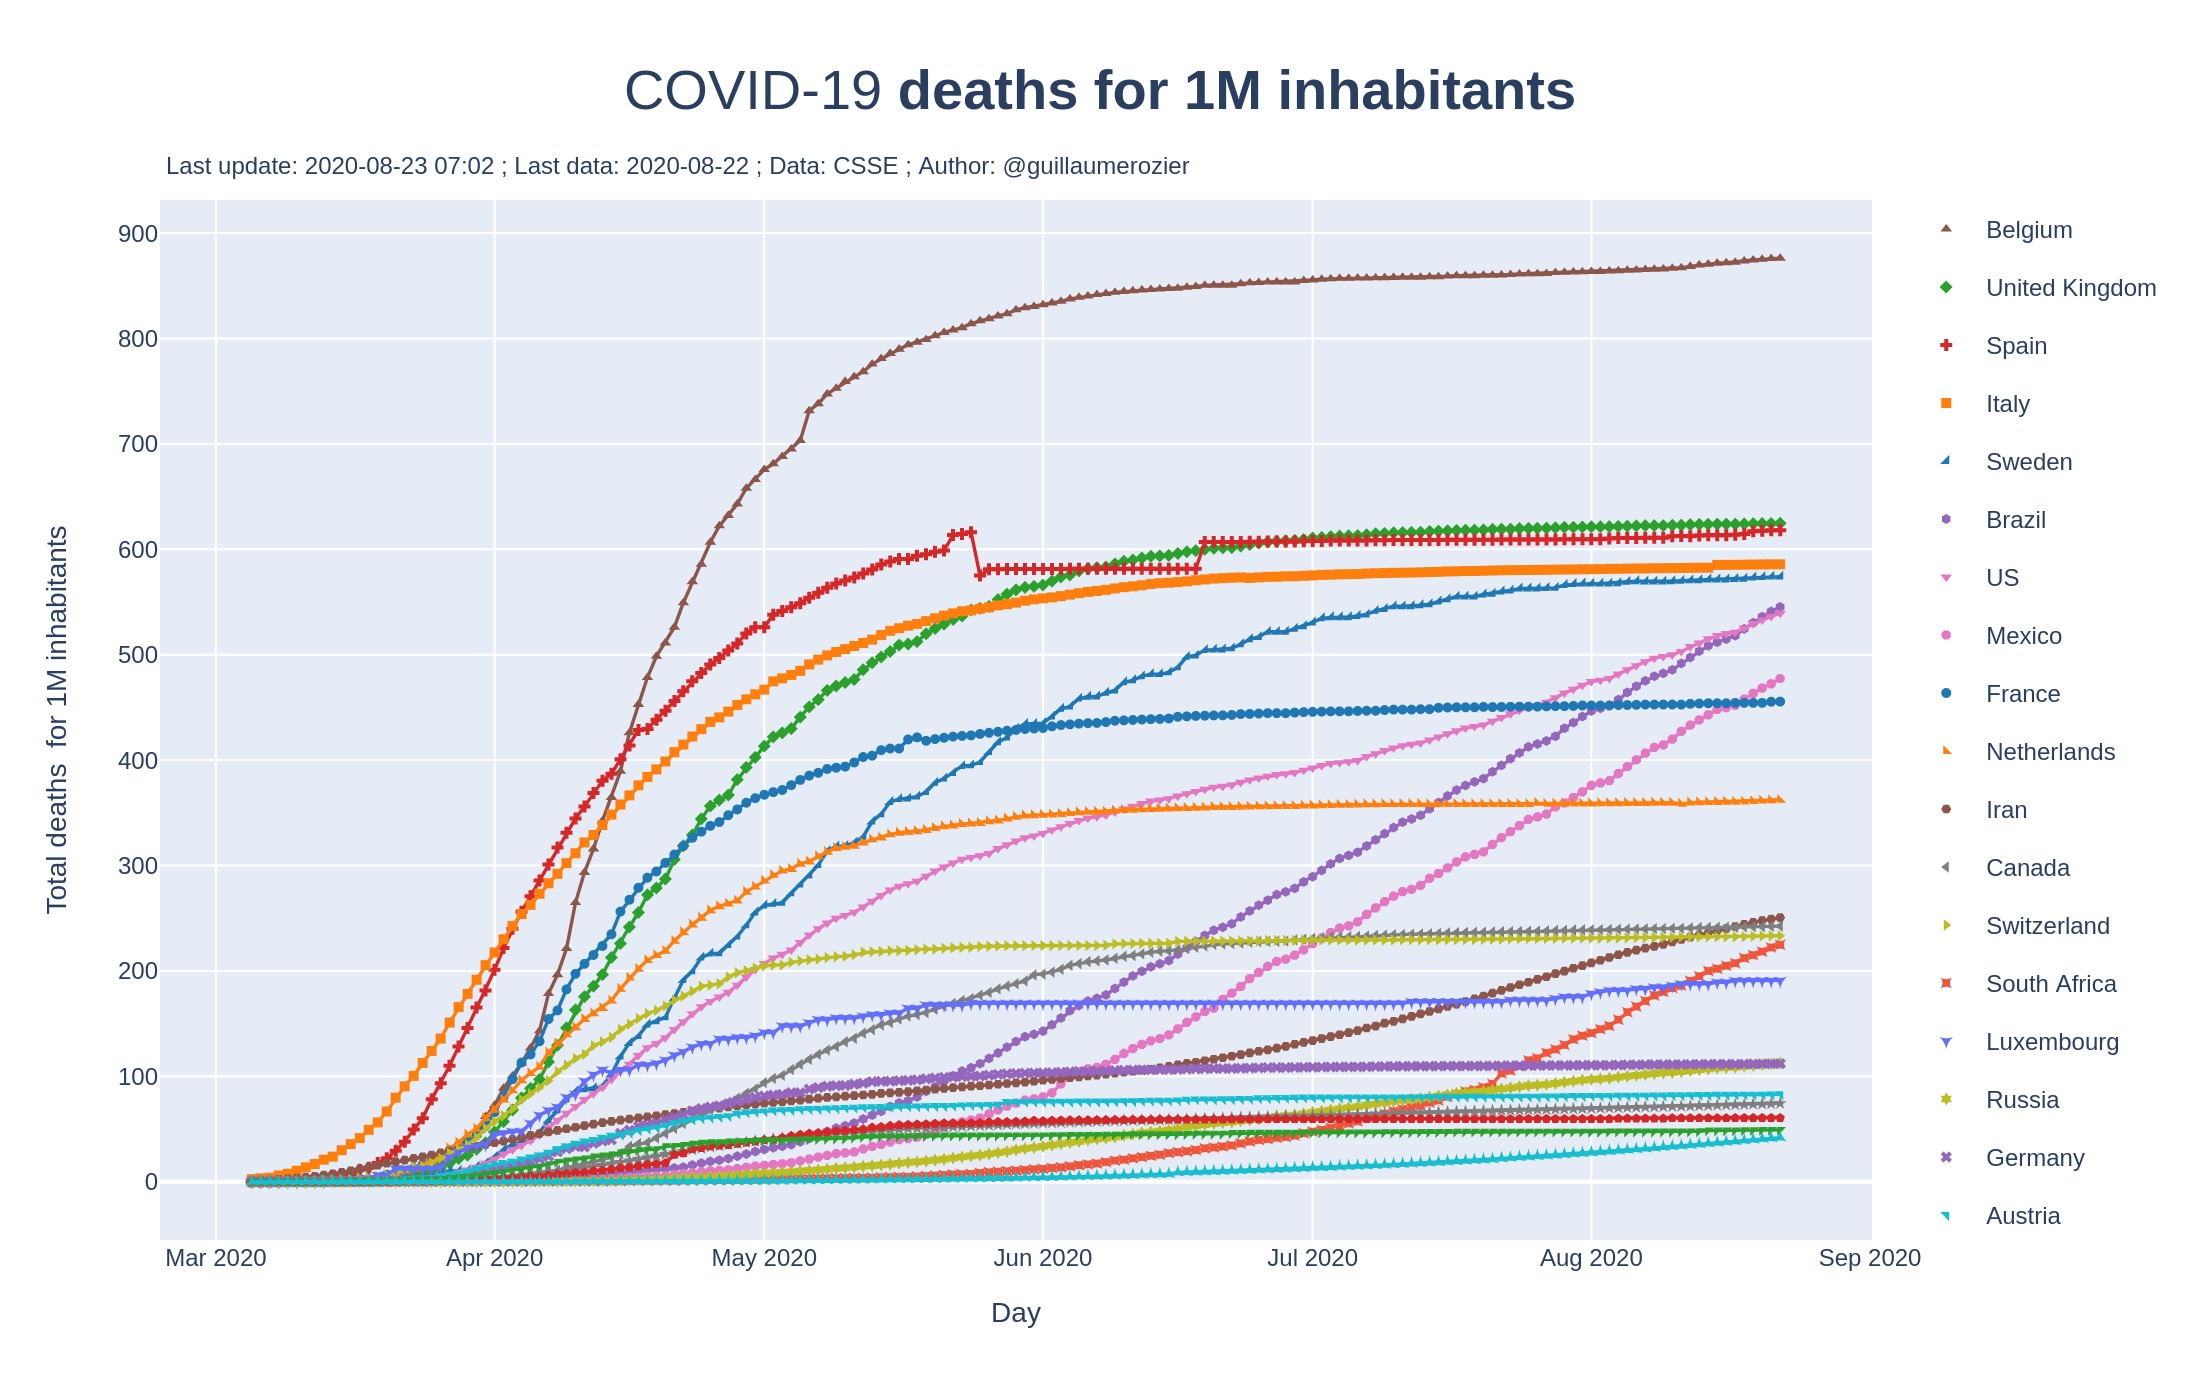 COVID-19 deaths for 1M inhabitants
Last update: 2020-08-23 07:02 ; Last data: 2020-08-22 ; Data: CSSE ; Author: @guillaumerozier
Total deaths for 1M inhabitants
900
800
700
600
500
400
300
200
100
0
Mar 2020
Apr 2020
May 2020
Jun 2020
Jul 2020
Aug 2020
Sep 2020
Day
Belgium
United Kingdom
Spain
Italy
Sweden
Brazil
US
Mexico
France
Netherlands
Iran
Canada
Switzerland
South Africa
Luxembourg
Russia
Germany
Austria